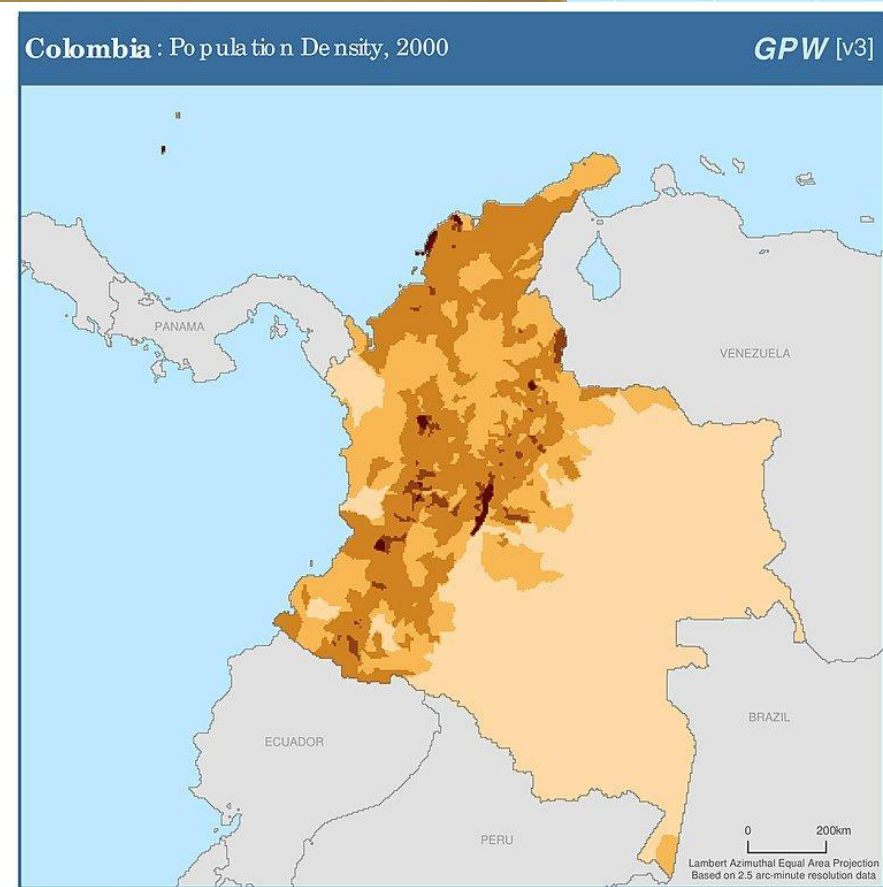 Colombia : Population Density, 2000
GPW [v3]
PANAMA
VENEZUELA
ECUADOR
BRAZIL
PERU
0 200km
Lambert Azimuthal Equal Area Projection
Based on 2.5 arc-minute resolution data